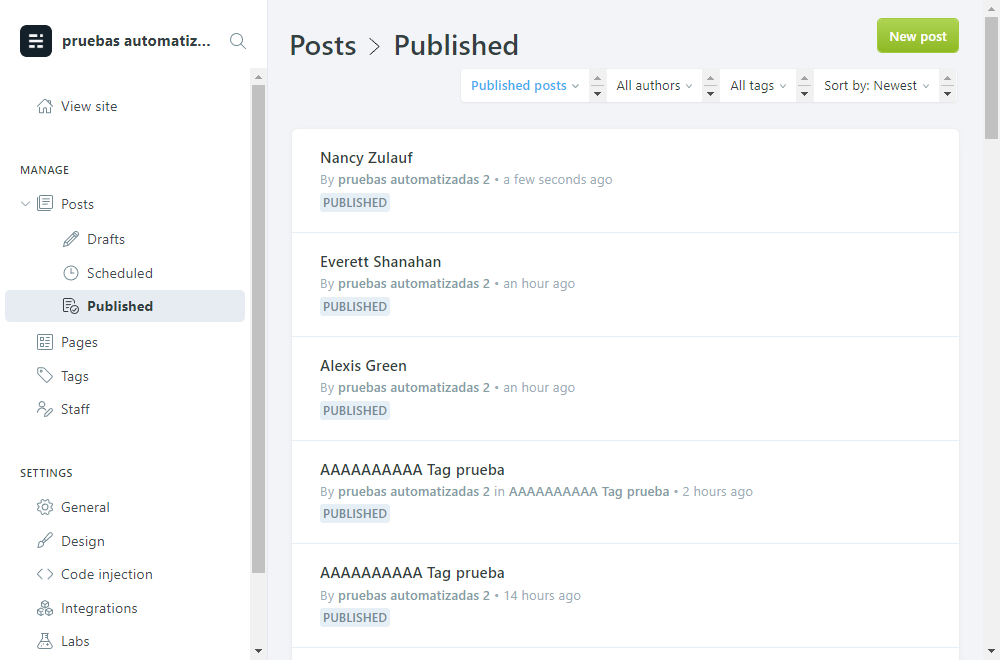 pruebas automatiz...
View site
MANAGE
Posts
Drafts
Scheduled
Published
Pages
Tags
Staff
SETTINGS
General
Design
Code injection
Integrations
Labs
Posts > Published
New post
Published posts
All authors
All tags
Sort by: Newest
Nancy Zulauf
By pruebas automatizadas 2 • a few seconds ago
PUBLISHED
Everett Shanahan
By pruebas automatizadas 2 • an hour ago
PUBLISHED
Alexis Green
By pruebas automatizadas 2 • an hour ago
PUBLISHED
AAAAAAAAAA Tag prueba
By pruebas automatizadas 2 in AAAAAAAAAA Tag prueba • 2 hours ago
PUBLISHED
AAAAAAAAAA Tag prueba
By pruebas automatizadas 2 • 14 hours ago
PUBLISHED